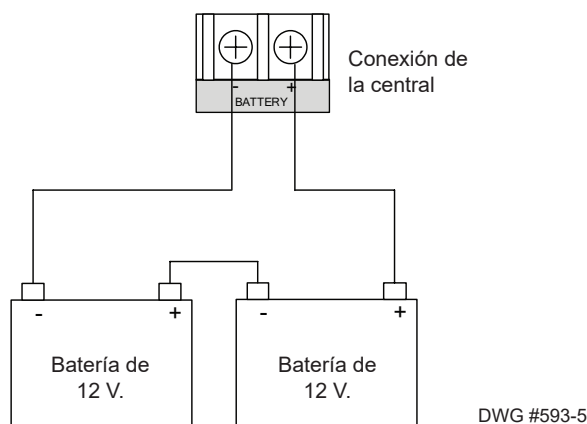 Conexión de
la central
- +
BATTERY
- + - +
Batería de
12 V.
Batería de
12 V.
DWG #593-5